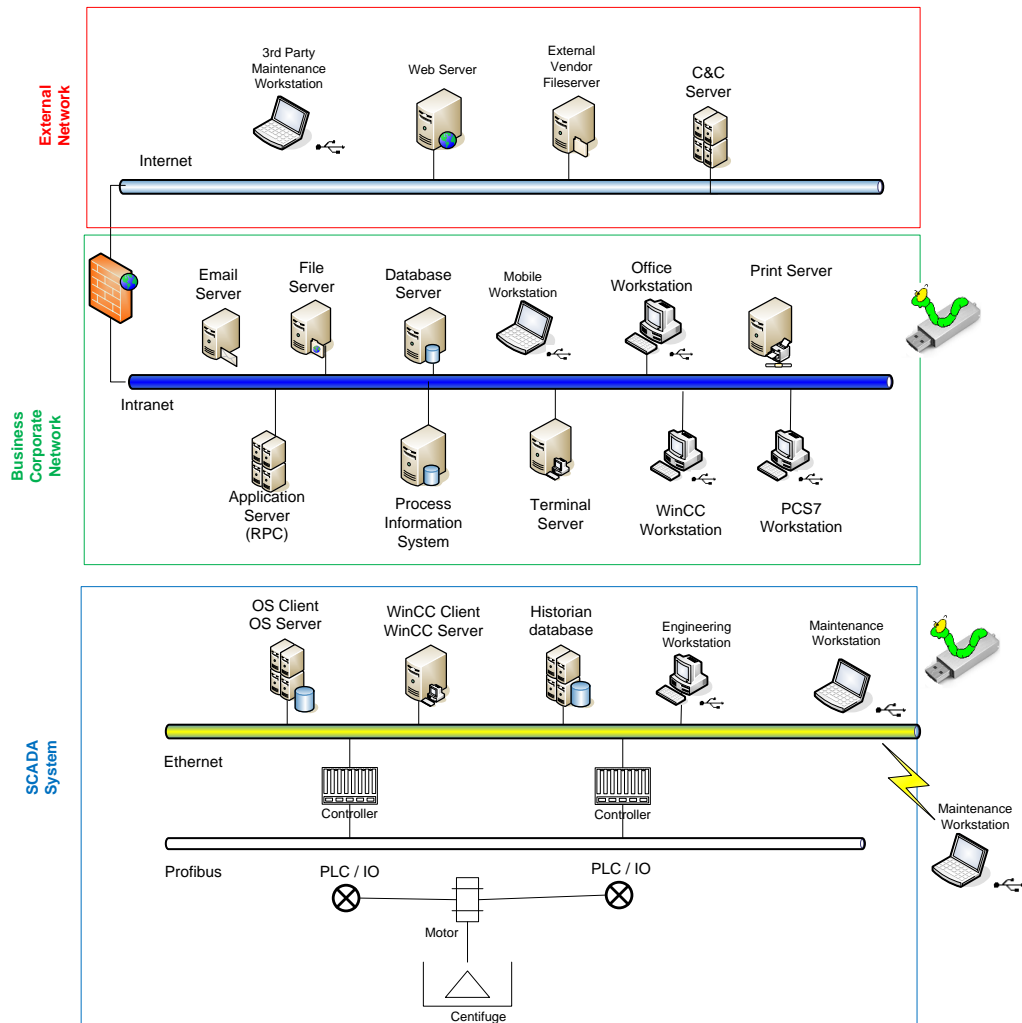 External
Network
3rd Party
Maintenance
Workstation
Web Server
External
Vendor
Fileserver
C&C
Server
Internet
Business
Corporate
Network
Email
Server
File
Server
Database
Server
Mobile
Workstation
Office
Workstation
Print Server
Intranet
Application
Server
(RPC)
Process
Information
System
Terminal
Server
WinCC
Workstation
PCS7
Workstation
SCADA
System
OS Client
OS Server
WinCC Client
WinCC Server
Historian
database
Engineering
Workstation
Maintenance
Workstation
Ethernet
Controller
Controller
Maintenance
Workstation
Profibus
PLC / IO
PLC / IO
Motor
Centifuge